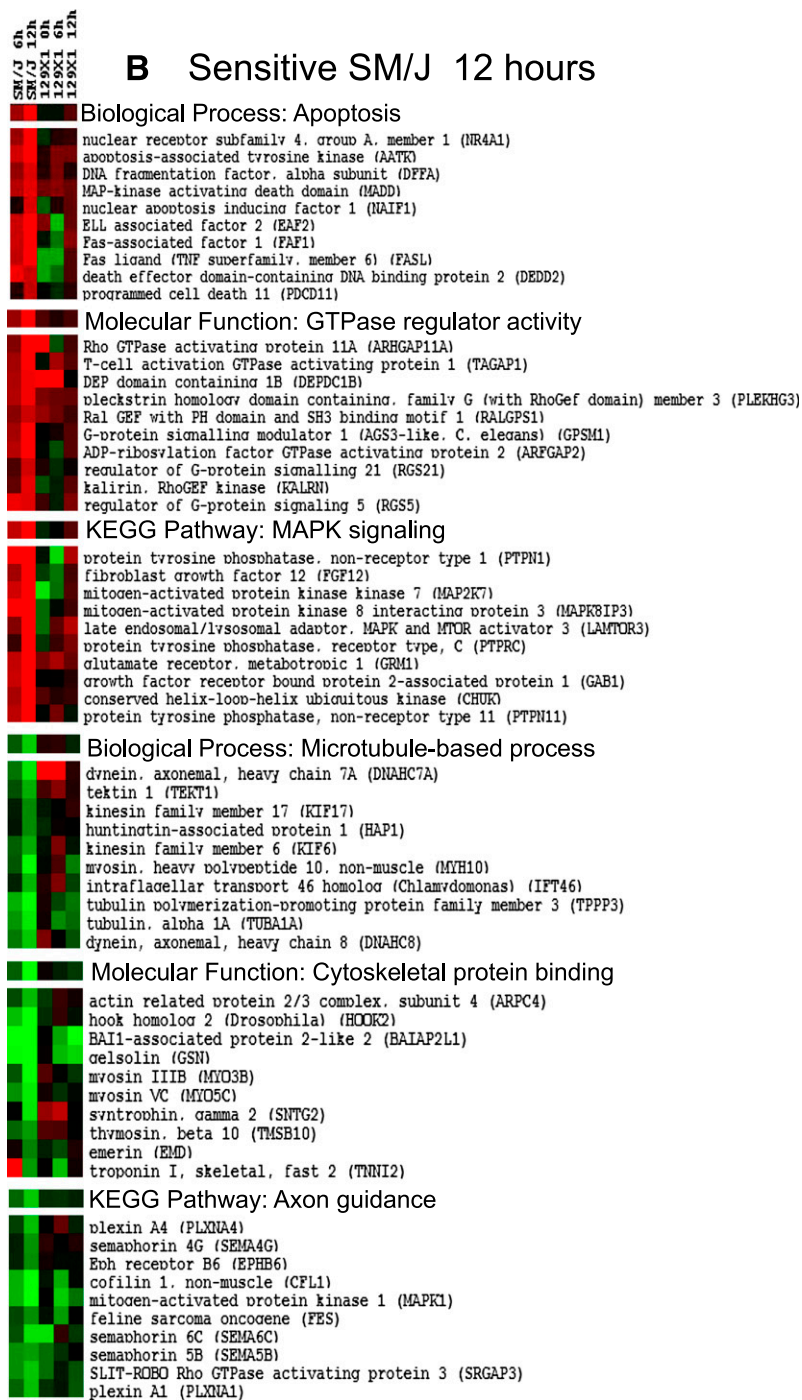 SM/J 6h
SM/J 12h
129X1 0h
129X1 6h
129X1 12h
B Sensitive SM/J 12 hours
Biological Process: Apoptosis
nuclear receptor subfamily 4, group A, member 1 (NR4A1)
apoptosis-associated tyrosine kinase (AATK)
DNA fragmentation factor, alpha subunit (DFFA)
MAP-kinase activating death domain (MADD)
nuclear apoptosis inducing factor 1 (NAIF1)
ELL associated factor 2 (EAF2)
Fas-associated factor 1 (FAF1)
Fas ligand (TNF superfamily, member 6) (FASL)
death effector domain-containing DNA binding protein 2 (DEDD2)
programmed cell death 11 (PDCD11)
Molecular Function: GTPase regulator activity
Rho GTPase activating protein 11A (ARHGAP11A)
T-cell activation GTPase activating protein 1 (TAGAP1)
DEP domain containing 1B (DEPDC1B)
pleckstrin homology domain containing, family G (with RhoGef domain) member 3 (PLEKHG3)
Ral GEF with PH domain and SH3 binding motif 1 (RALGPS1)
G-protein signalling modulator 1 (AGS3-like, C. elegans) (GPSM1)
ADP-ribosylation factor GTPase activating protein 2 (ARFGAP2)
regulator of G-protein signalling 21 (RGS21)
kalirin, RhoGEF kinase (KALRN)
regulator of G-protein signaling 5 (RGS5)
KEGG Pathway: MAPK signaling
protein tyrosine phosphatase, non-receptor type 1 (PTPN1)
fibroblast growth factor 12 (FGF12)
mitogen-activated protein kinase kinase 7 (MAP2K7)
mitogen-activated protein kinase 8 interacting protein 3 (MAPK8IP3)
late endosomal/lysosomal adaptor, MAPK and MTOR activator 3 (LAMTOR3)
protein tyrosine phosphatase, receptor type, C (PTPRC)
glutamate receptor, metabotropic 1 (GRM1)
growth factor receptor bound protein 2-associated protein 1 (GAB1)
conserved helix-loop-helix ubiquitous kinase (CHUK)
protein tyrosine phosphatase, non-receptor type 11 (PTPN11)
Biological Process: Microtubule-based process
dynein, axonemal, heavy chain 7A (DNAHC7A)
tektin 1 (TEKT1)
kinesin family member 17 (KIF17)
huntingtin-associated protein 1 (HAP1)
kinesin family member 6 (KIF6)
myosin, heavy polypeptide 10, non-muscle (MYH10)
intraflagellar transport 46 homolog (Chlamydomonas) (IFT46)
tubulin polymerization-promoting protein family member 3 (TPPP3)
tubulin, alpha 1A (TUBA1A)
dynein, axonemal, heavy chain 8 (DNAHC8)
Molecular Function: Cytoskeletal protein binding
actin related protein 2/3 complex, subunit 4 (ARPC4)
hook homolog 2 (Drosophila) (HOOK2)
BAI1-associated protein 2-like 2 (BAIAP2L1)
gelsolin (GSN)
myosin IIIB (MYO3B)
myosin VC (MYO5C)
syntrophin, gamma 2 (SNTG2)
thymosin, beta 10 (TMSB10)
emerin (EMD)
troponin I, skeletal, fast 2 (TNNI2)
KEGG Pathway: Axon guidance
plexin A4 (PLXNA4)
semaphorin 4G (SEMA4G)
Eph receptor B6 (EPHB6)
cofilin 1, non-muscle (CFL1)
mitogen-activated protein kinase 1 (MAPK1)
feline sarcoma oncogene (FES)
semaphorin 6C (SEMA6C)
semaphorin 5B (SEMA5B)
SLIT-ROBO Rho GTPase activating protein 3 (SRGAP3)
plexin A1 (PLXNA1)